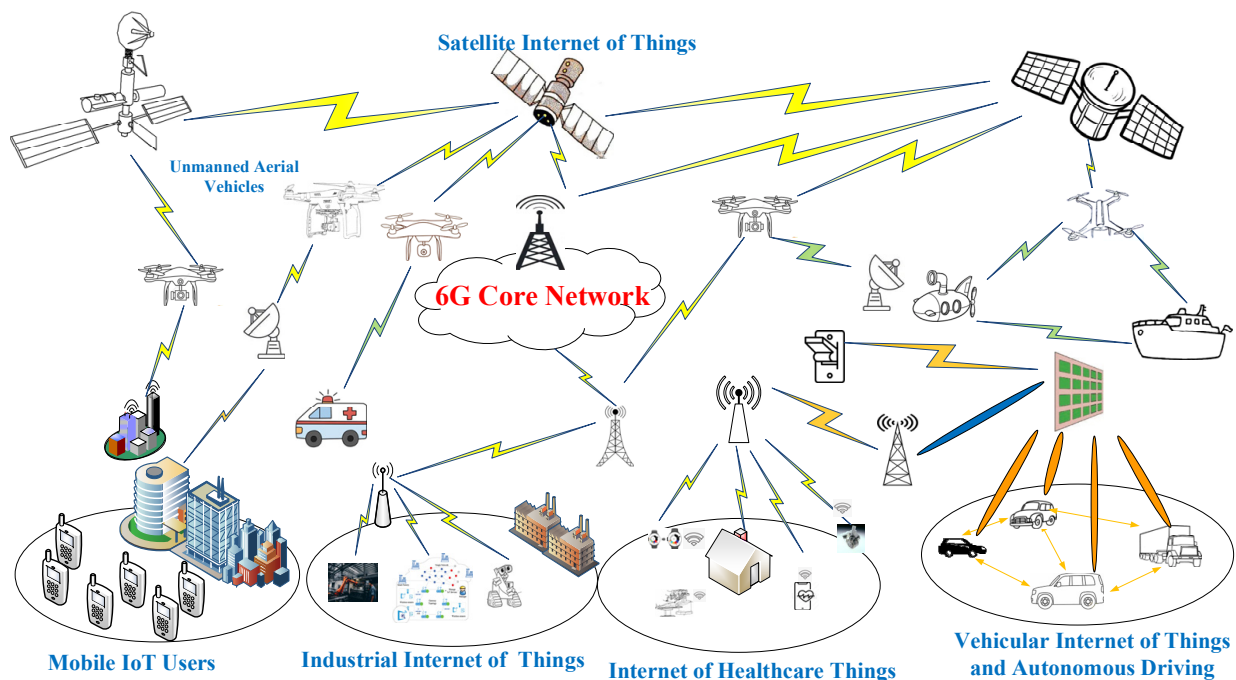 Satellite Internet of Things
Unmanned Aerial
Vehicles
6G Core Network
Mobile IoT Users
Industrial Internet of  Things
Internet of Healthcare Things
Vehicular Internet of Things
and Autonomous Driving